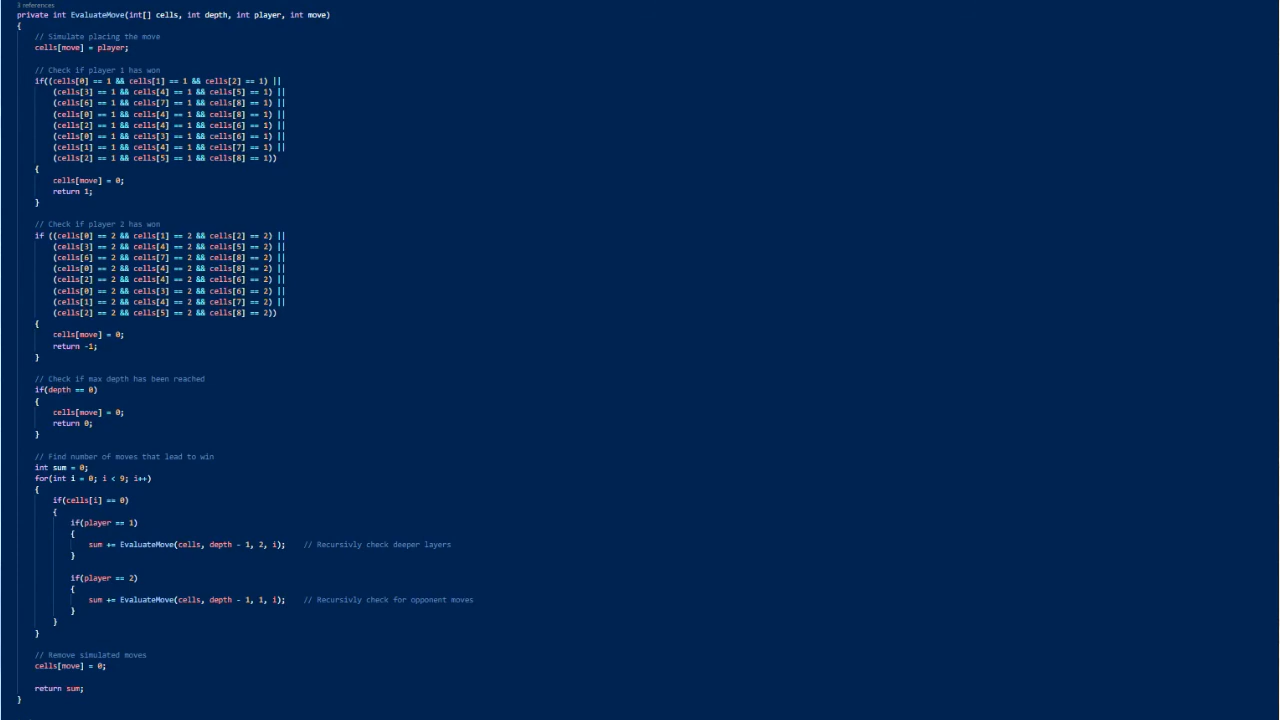 3 references
private int EvaluateMove(int[] cells, int depth, int player, int move)
{
// Simulate placing the move
cells[move] = player;
// Check if player 1 has won
if((cells[0] == 1 && cells[1] == 1 && cells[2] == 1) ||
(cells[3] == 1 && cells[4] == 1 && cells[5] == 1) ||
(cells[6] == 1 && cells[7] == 1 && cells[8] == 1) ||
(cells[0] == 1 && cells[4] == 1 && cells[8] == 1) ||
(cells[2] == 1 && cells[4] == 1 && cells[6] == 1) ||
(cells[0] == 1 && cells[3] == 1 && cells[6] == 1) ||
(cells[1] == 1 && cells[4] == 1 && cells[7] == 1) ||
(cells[2] == 1 && cells[5] == 1 && cells[8] == 1))
{
cells[move] = 0;
return 1;
}
// Check if player 2 has won
if ((cells[0] == 2 && cells[1] == 2 && cells[2] == 2) ||
(cells[3] == 2 && cells[4] == 2 && cells[5] == 2) ||
(cells[6] == 2 && cells[7] == 2 && cells[8] == 2) ||
(cells[0] == 2 && cells[4] == 2 && cells[8] == 2) ||
(cells[2] == 2 && cells[4] == 2 && cells[6] == 2) ||
(cells[0] == 2 && cells[3] == 2 && cells[6] == 2) ||
(cells[1] == 2 && cells[4] == 2 && cells[7] == 2) ||
(cells[2] == 2 && cells[5] == 2 && cells[8] == 2))
{
cells[move] = 0;
return -1;
}
// Check if max depth has been reached
if(depth == 0)
{
cells[move] = 0;
return 0;
}
// Find number of moves that lead to win
int sum = 0;
for(int i = 0; i < 9; i++)
{
if(cells[i] == 0)
{
if(player == 1)
{
sum += EvaluateMove(cells, depth - 1, 2, i); // Recursivly check deeper layers
}
if(player == 2)
{
sum += EvaluateMove(cells, depth - 1, 1, i); // Recursivly check for opponent moves
}
}
}
// Remove simulated moves
cells[move] = 0;
return sum;
}